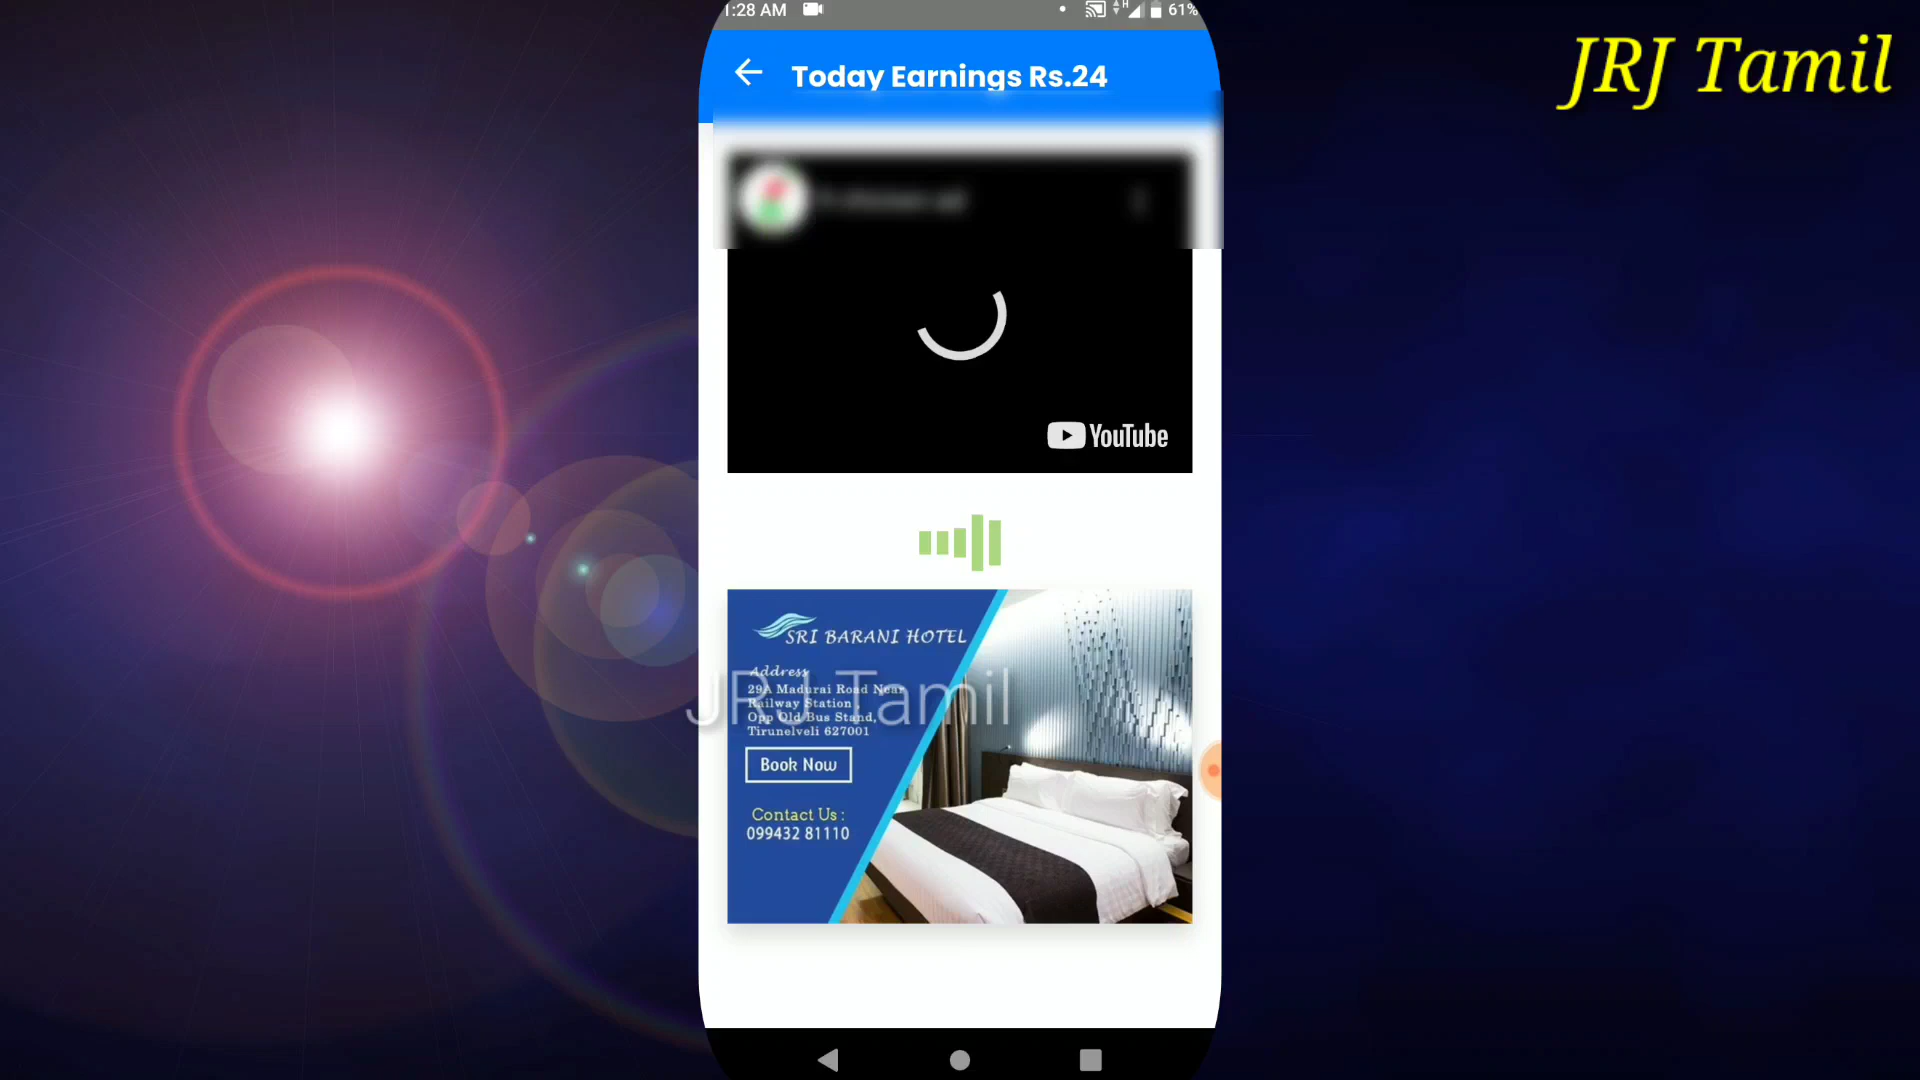 1:28 AM
61%
JRJ Tamil
Today Earnings Rs.24
YouTube
SRI BARANI HOTEL
Address
29A Madurai Road Near
Railway Station,
Opp Old Bus Stand,
Tirunelveli 627001
JRJ Tamil
Book Now
Contact Us :
099432 81110